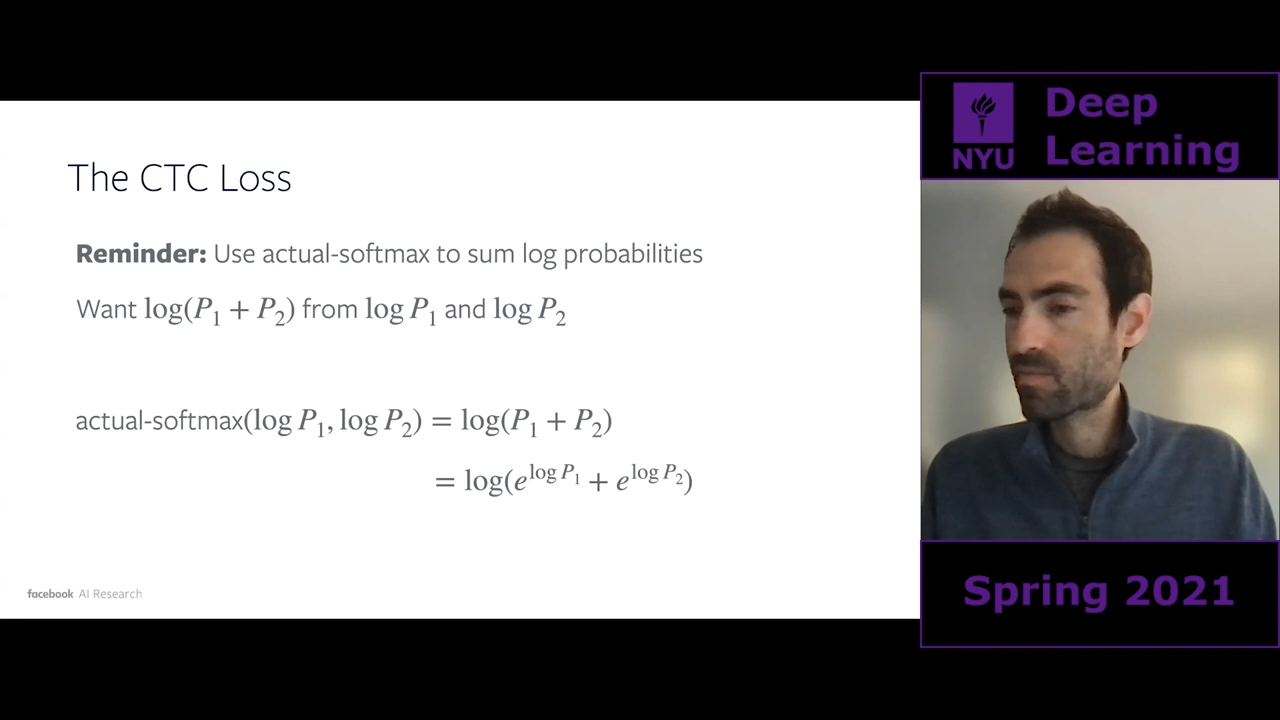 The CTC Loss
Reminder: Use actual-softmax to sum log probabilities
Want log(P₁ + P₂) from log P₁ and log P₂
actual-softmax(log P₁, log P₂) = log(P₁ + P₂)
= log(e^{log P₁} + e^{log P₂})
facebook AI Research
NYU
Deep
Learning
Spring 2021